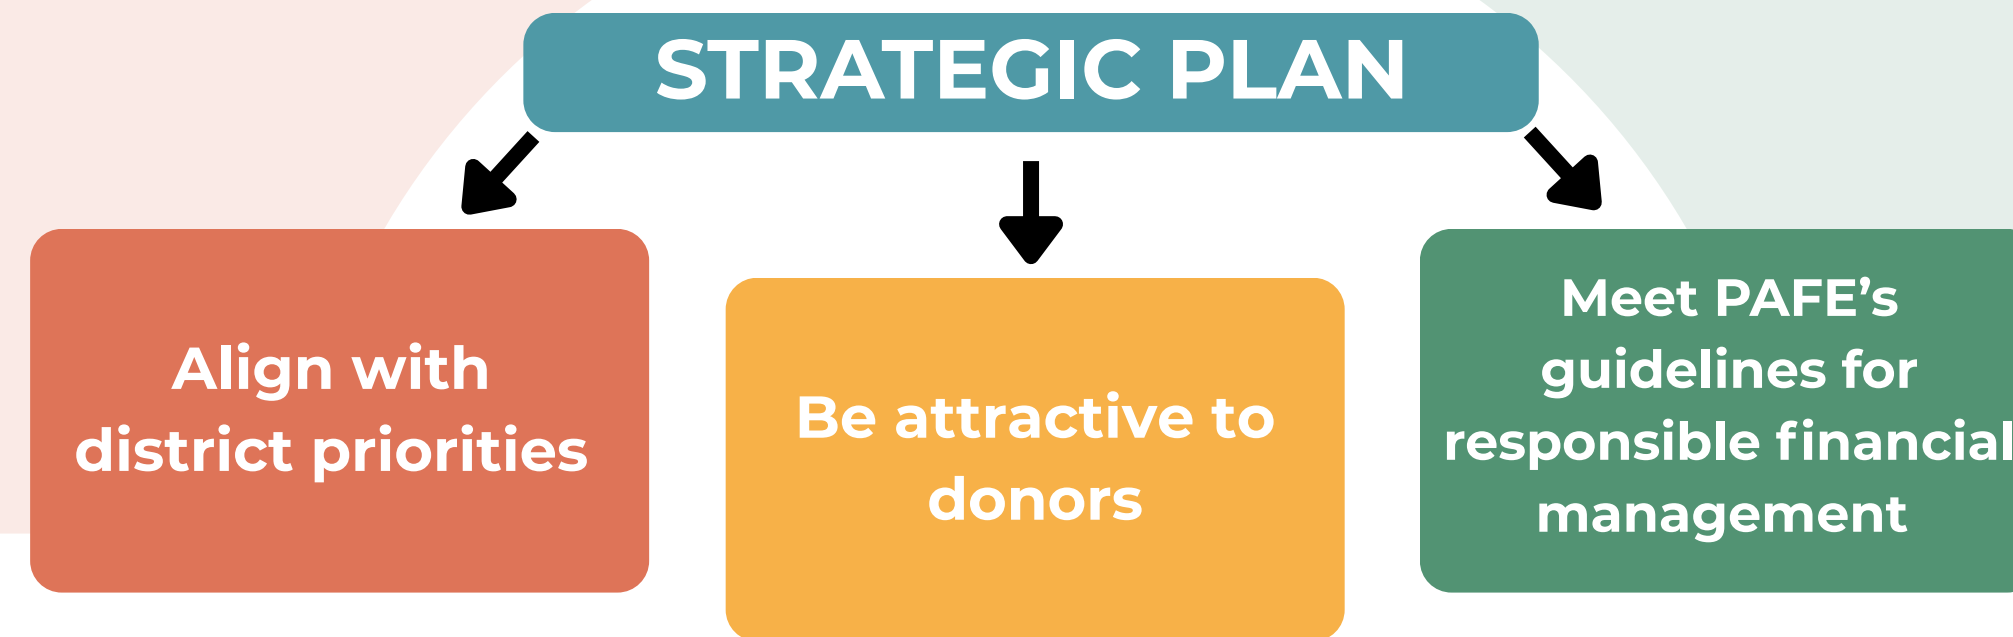 STRATEGIC PLAN
Align with
district priorities
Be attractive to
donors
Meet PAFE’s
guidelines for
responsible financial
management